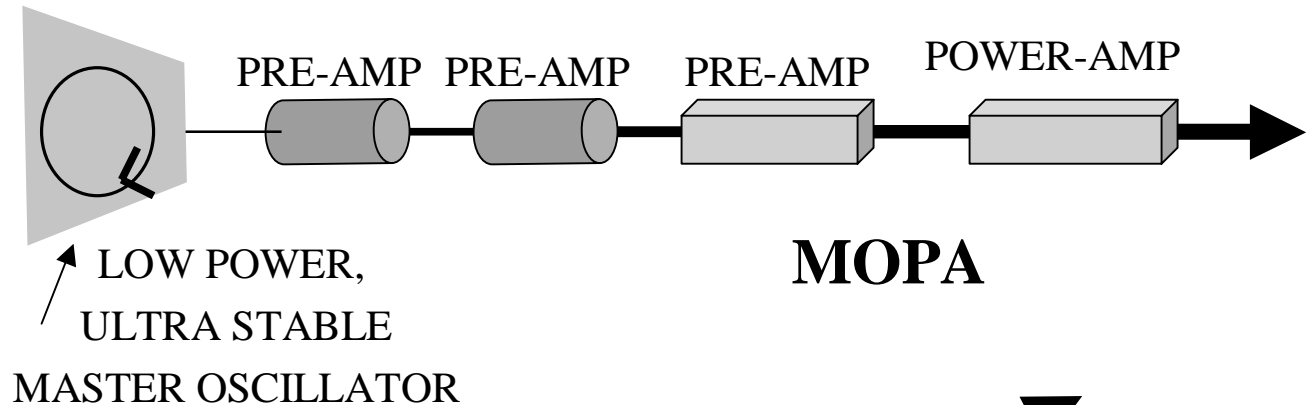 PRE-AMP PRE-AMP PRE-AMP POWER-AMP
MOPA
LOW POWER,
ULTRA STABLE
MASTER OSCILLATOR